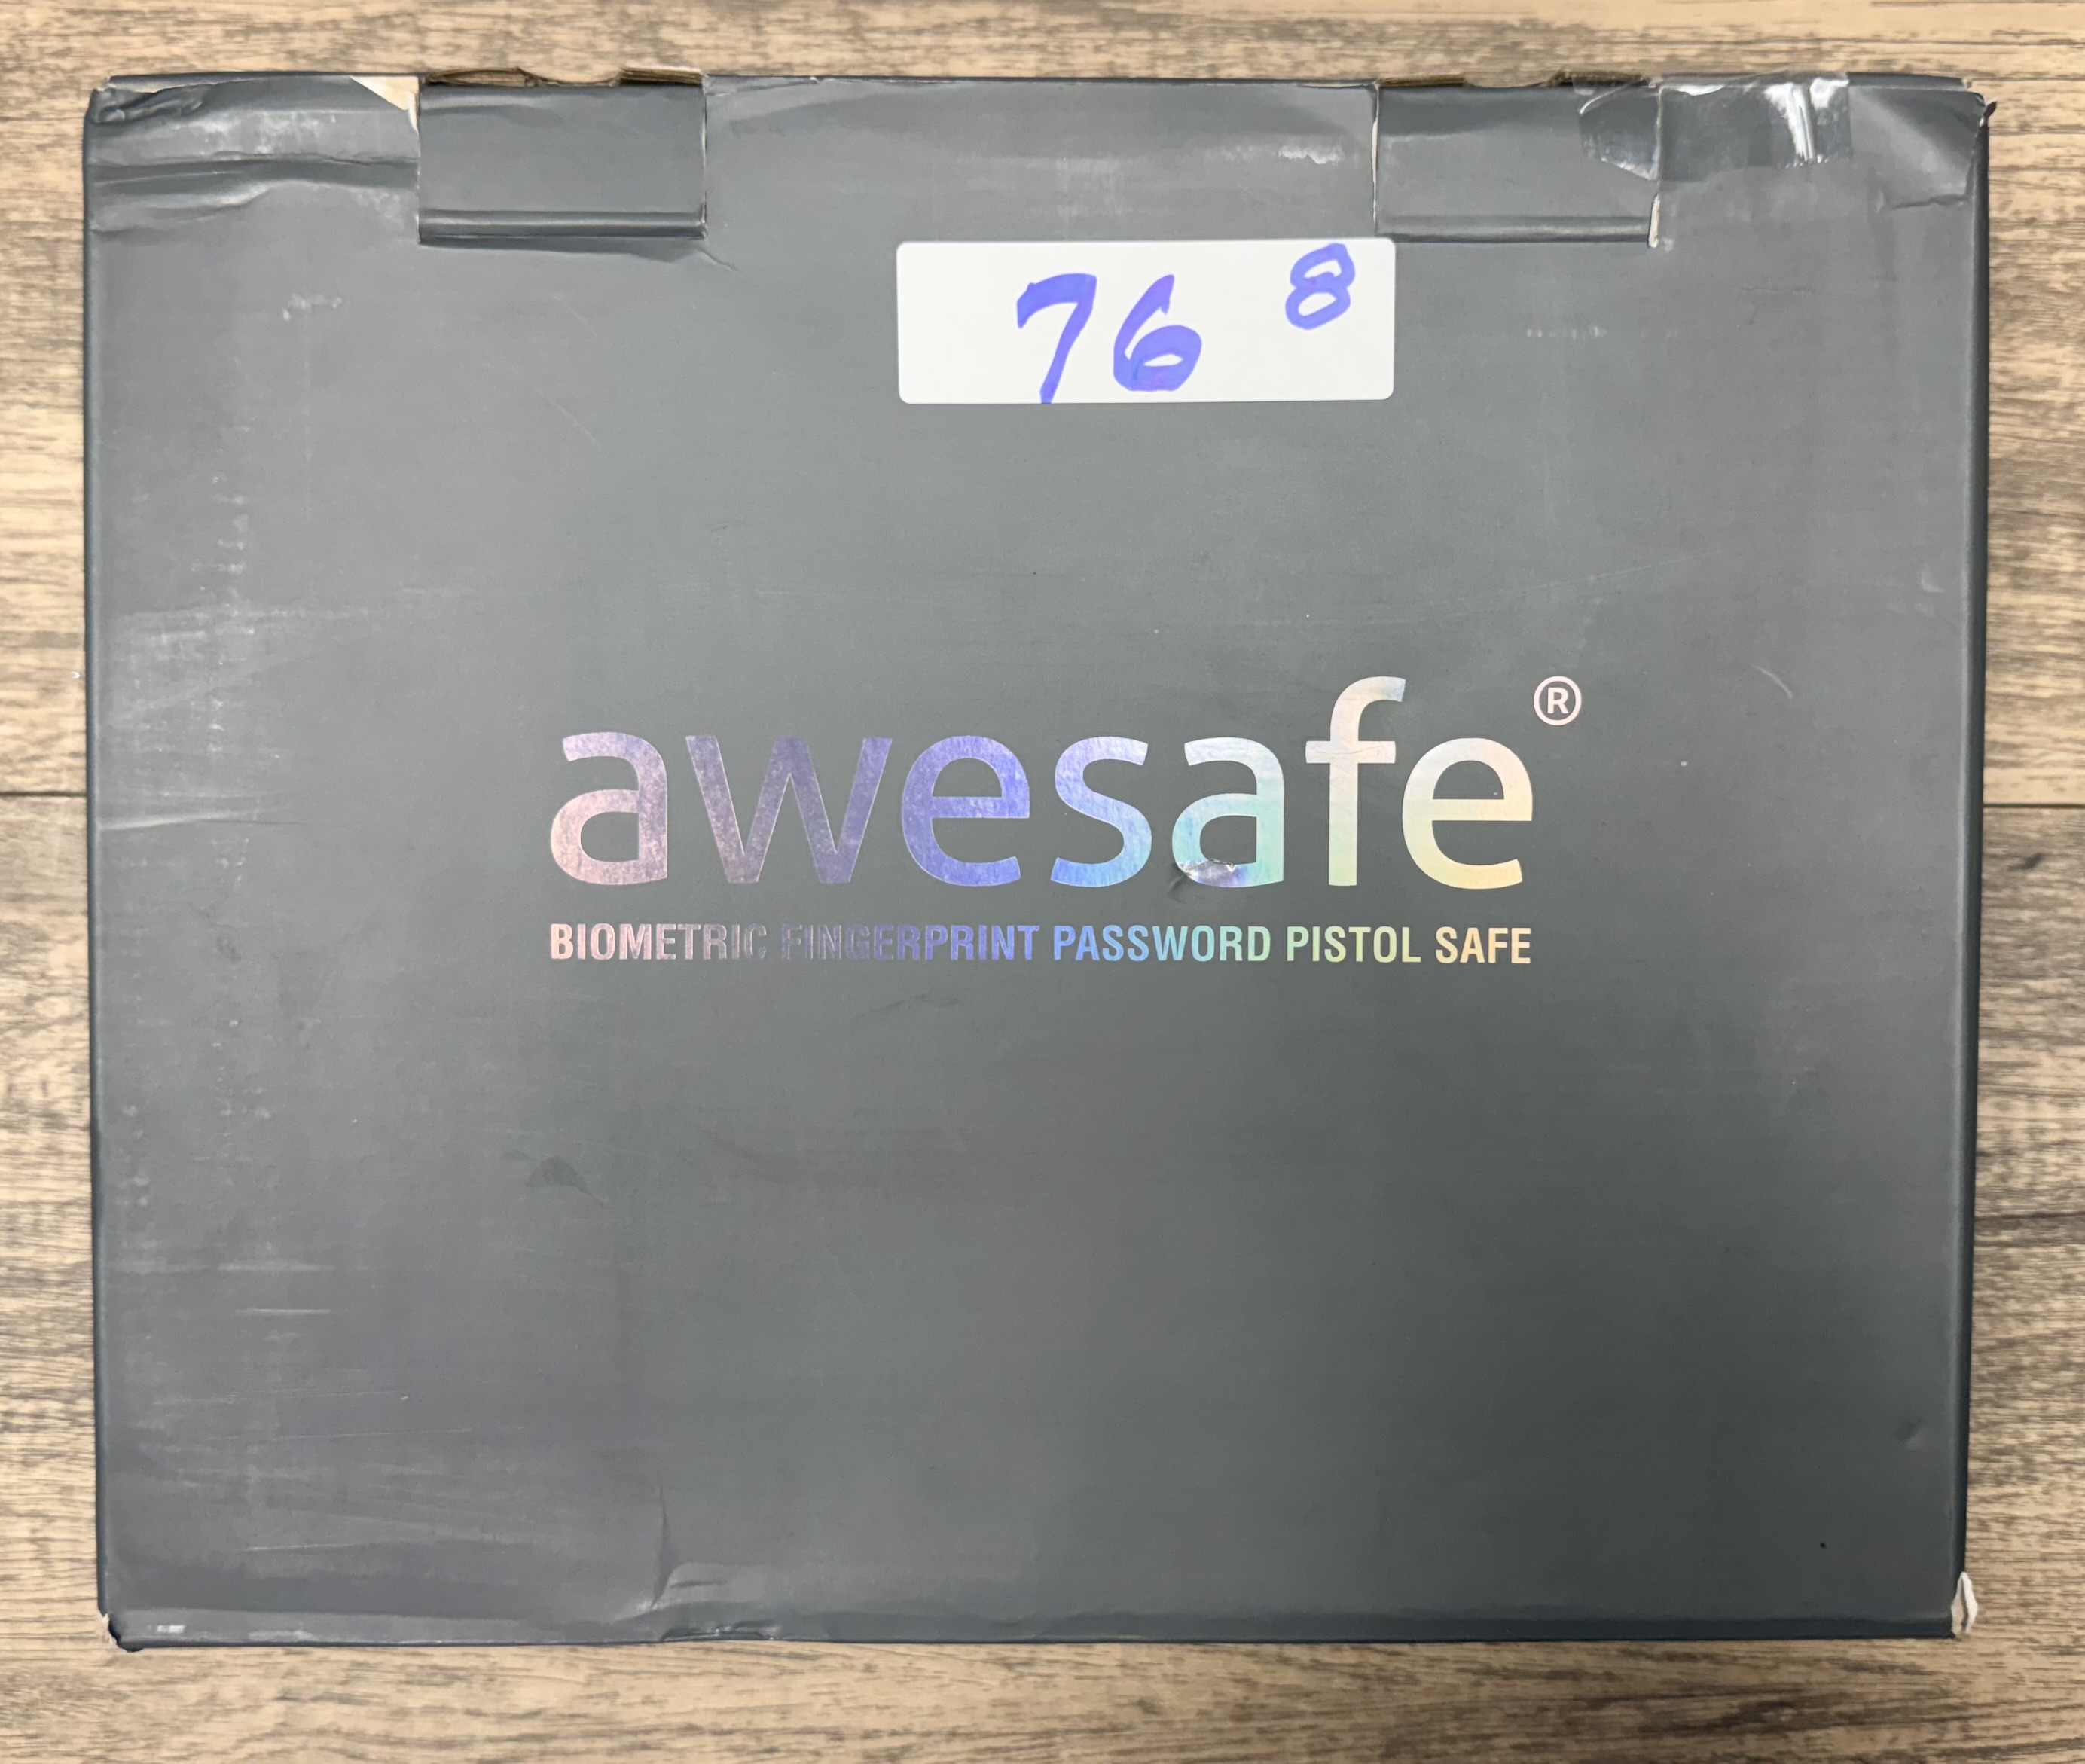 76 8
awesafe®
BIOMETRIC FINGERPRINT PASSWORD PISTOL SAFE